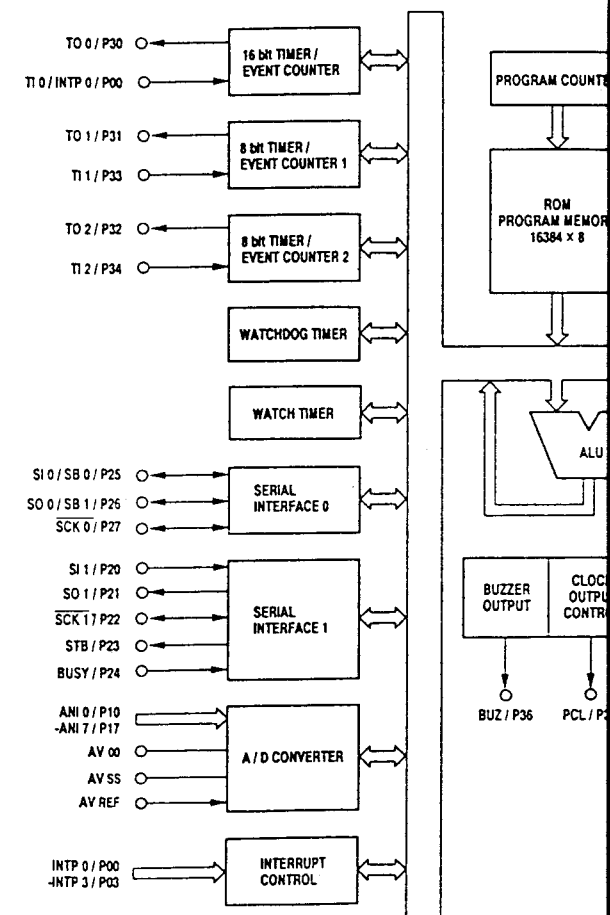 TO 0 / P30
TI 0 / INTP 0 / P00
16 bit TIMER /
EVENT COUNTER
TO 1 / P31
TI 1 / P33
8 bit TIMER /
EVENT COUNTER 1
TO 2 / P32
TI 2 / P34
8 bit TIMER /
EVENT COUNTER 2
WATCHDOG TIMER
WATCH TIMER
SI 0 / SB 0 / P25
SO 0 / SB 1 / P26
SCK 0 / P27
SERIAL
INTERFACE 0
SI 1 / P20
SO 1 / P21
SCK 1 / P22
STB / P23
BUSY / P24
SERIAL
INTERFACE 1
ANI 0 / P10
-ANI 7 / P17
AV
AV SS
AV REF
A / D CONVERTER
INTP 0 / P00
-INTP 3 / P03
INTERRUPT
CONTROL
PROGRAM COUNTE
ROM
PROGRAM MEMOR
16384 × 8
ALU
BUZZER
OUTPUT
CLOC
OUTPU
CONTR
BUZ / P36
PCL / P3